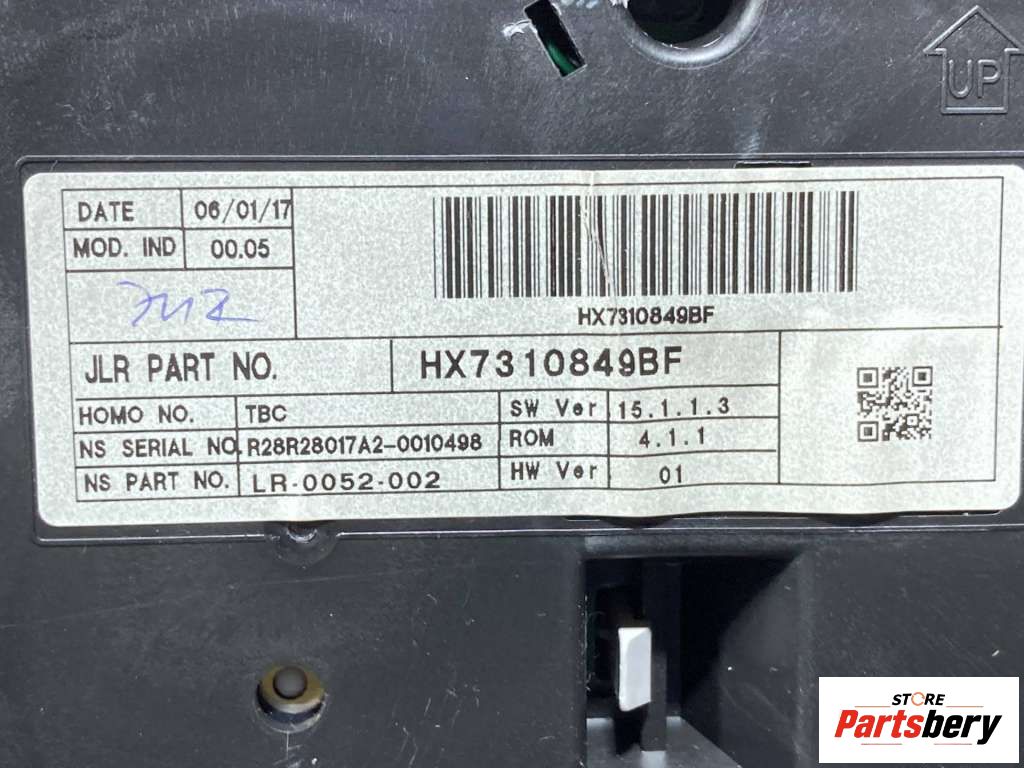 UP
DATE 06/01/17
MOD. IND 00.05
HX7310849BF
JLR PART NO. HX7310849BF
HOMO NO. TBC SW Ver 15.1.1.3
NS SERIAL NO. R28R28017A2-0010498 ROM 4.1.1
NS PART NO. LR-0052-002 HW Ver 01
STORE
Partsbery